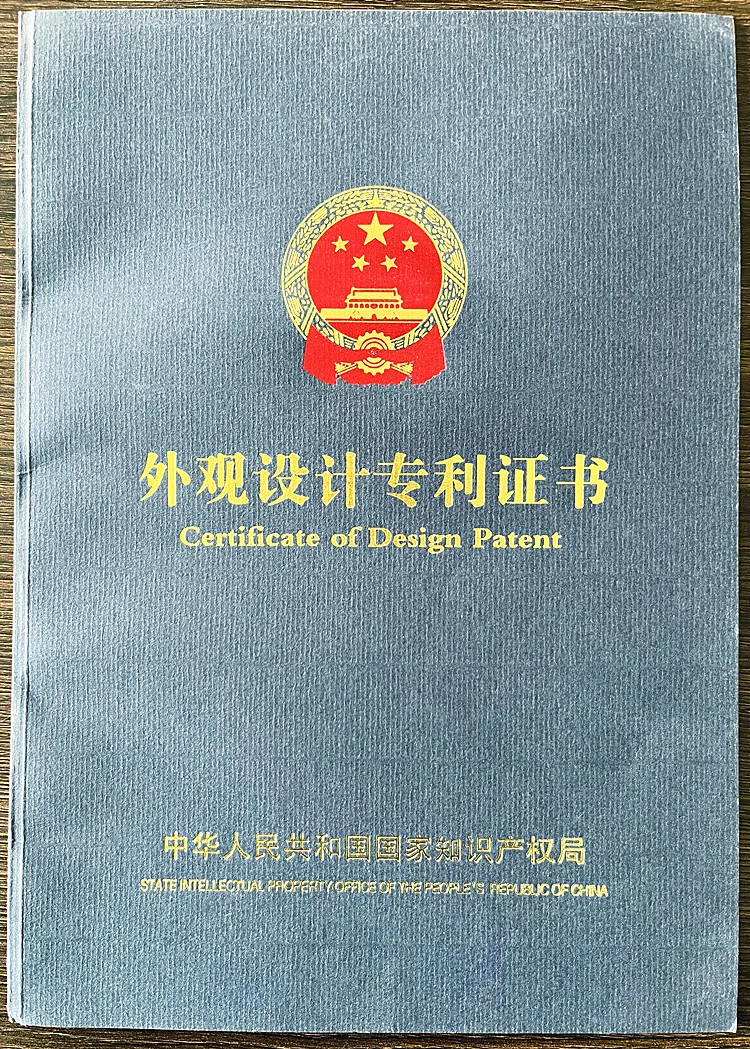 外观设计专利证书
Certificate of Design Patent
中华人民共和国国家知识产权局
STATE INTELLECTUAL PROPERTY OFFICE OF THE PEOPLE'S REPUBLIC OF CHINA